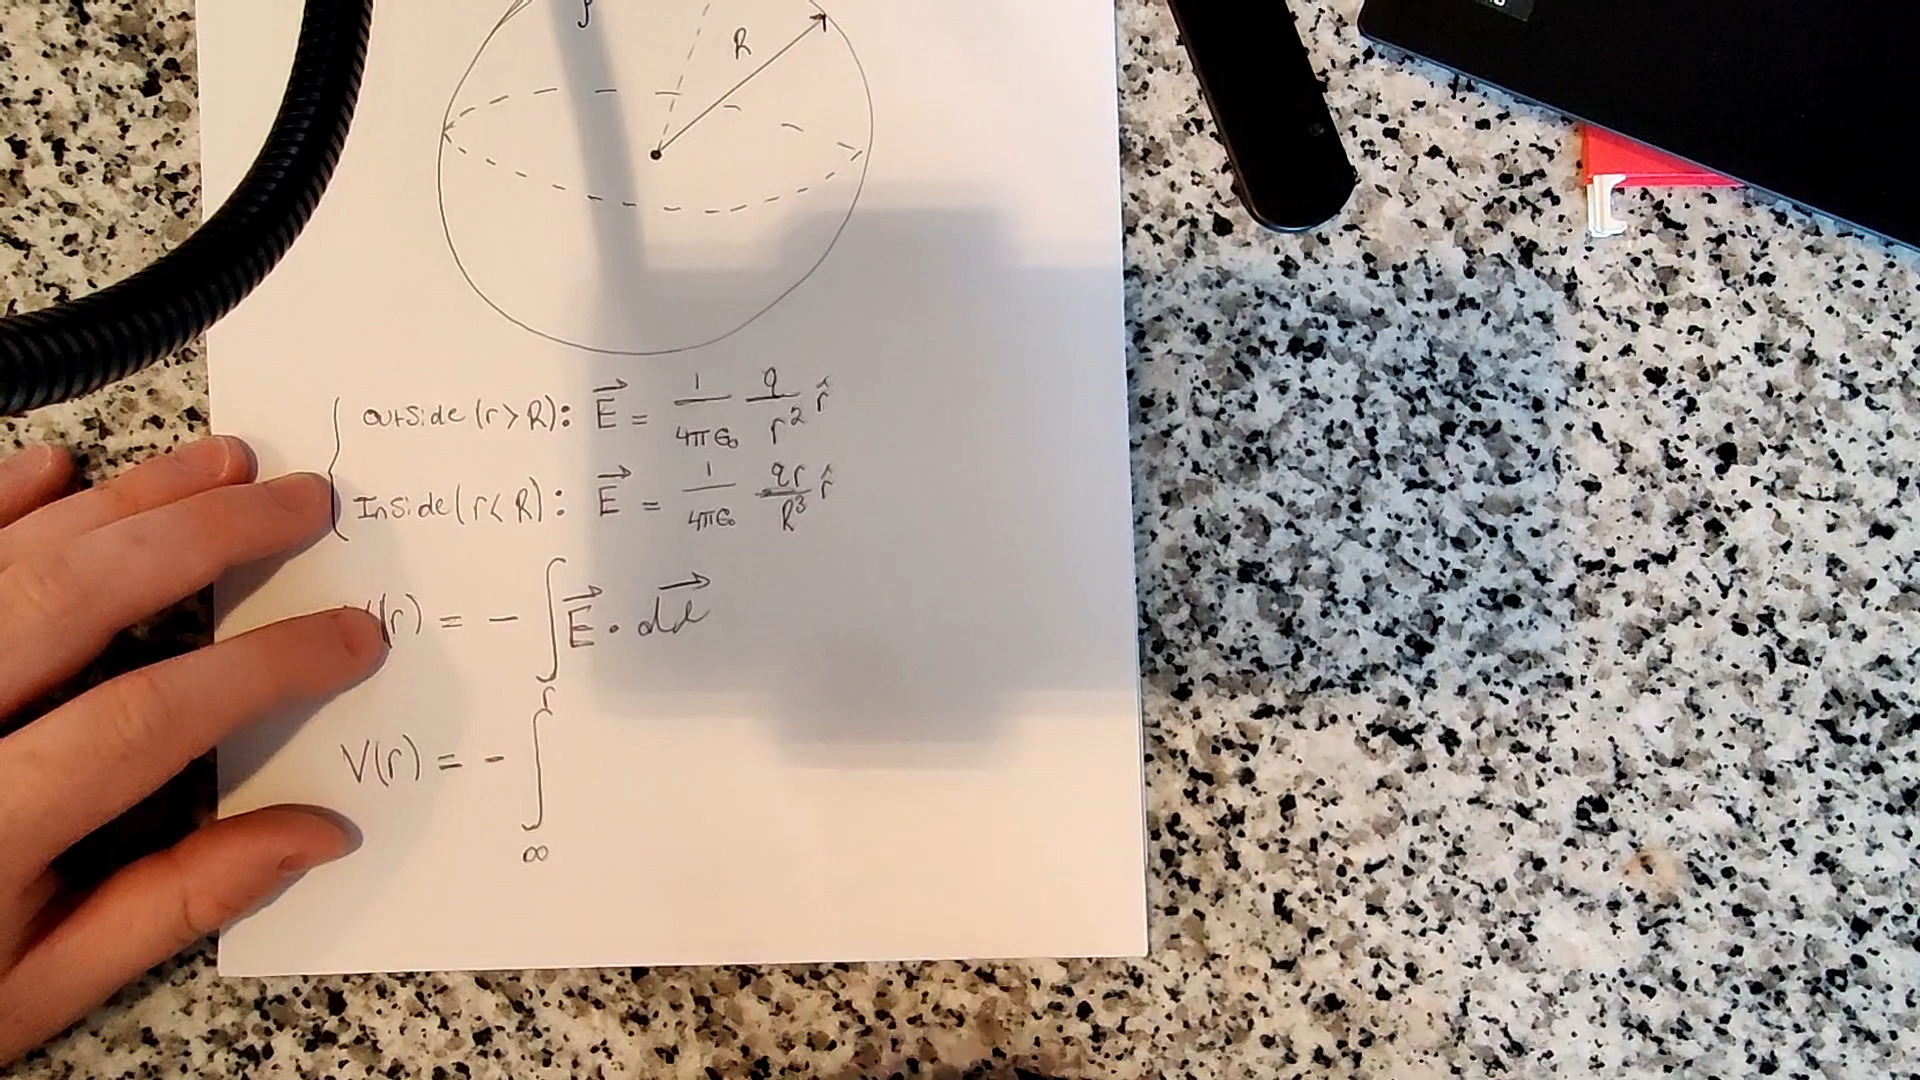 ρ
R
outside (r > R): E⃗ = 1/4πϵ₀ q/r² r̂
Inside (r < R): E⃗ = 1/4πϵ₀ qr/R³ r̂
V(r) = - ∫ E⃗ · dl⃗
V(r) = - ∫ r ∞